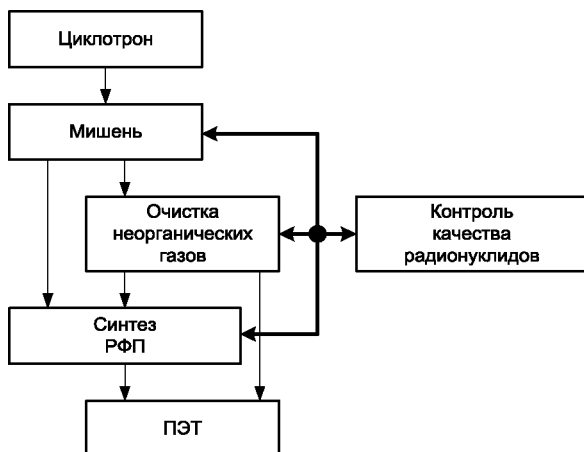 Циклотрон
Мишень
Очистка
неорганических
газов
Контроль
качества
радионуклидов
Синтез
РФП
ПЭТ